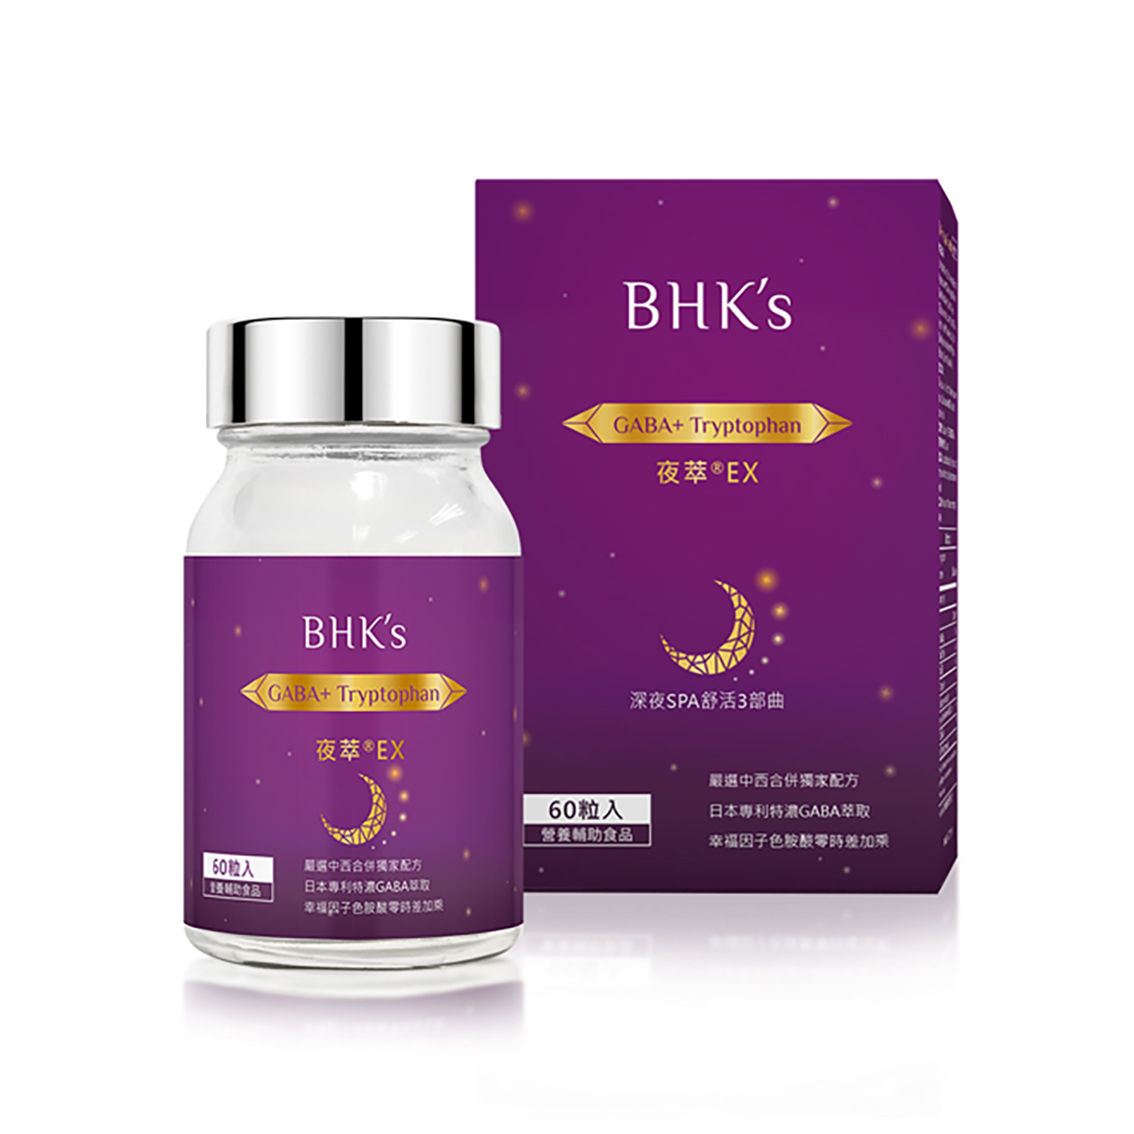 BHK's
GABA+ Tryptophan
夜萃®EX
深夜SPA舒活3部曲
嚴選中西合併獨家配方
日本專利特濃GABA萃取
幸福因子色胺酸零時差加乘
60粒入
營養輔助食品
BHK's
GABA+ Tryptophan
夜萃®EX
60粒入
營養輔助食品
嚴選中西合併獨家配方
日本專利特濃GABA萃取
幸福因子色胺酸零時差加乘